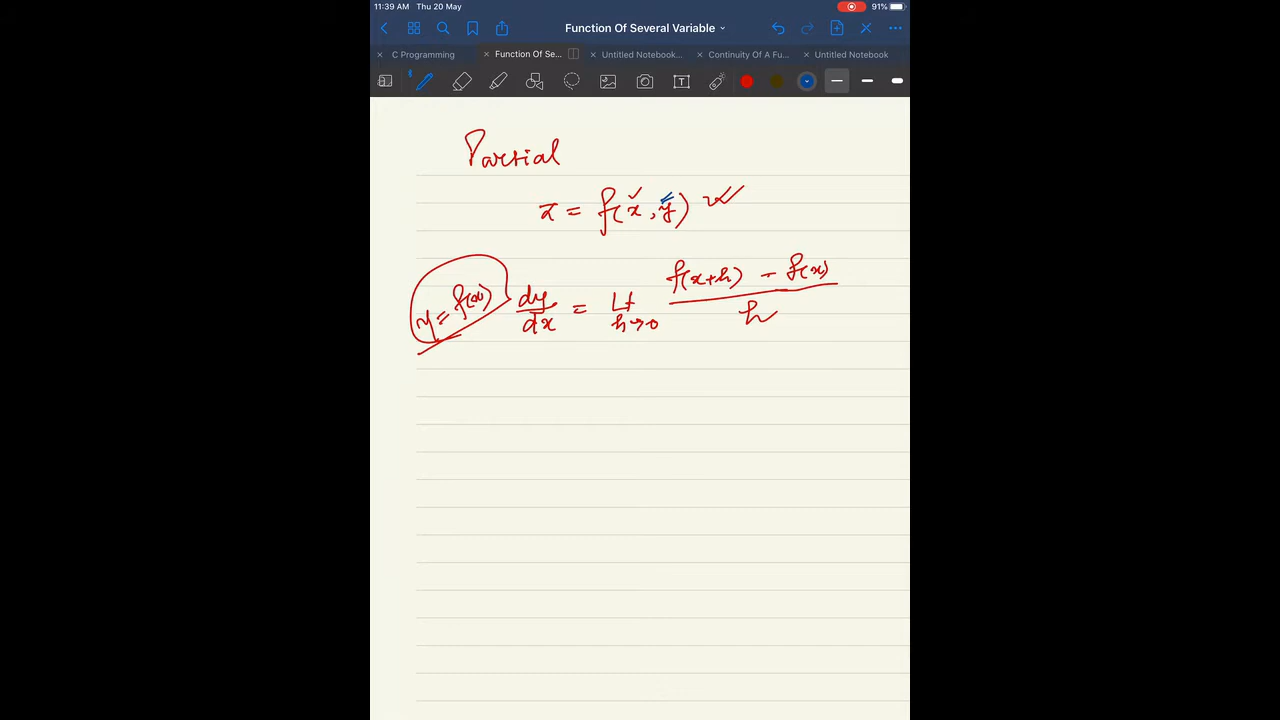 11:39 AM Thu 20 May 91%
Function Of Several Variable
C Programming Function Of Se... Untitled Notebook... Continuity Of A Fu... Untitled Notebook
Partial
z = f(x, y)
y = f(x) dy/dx = Lt h→0 f(x+h) - f(x) / h